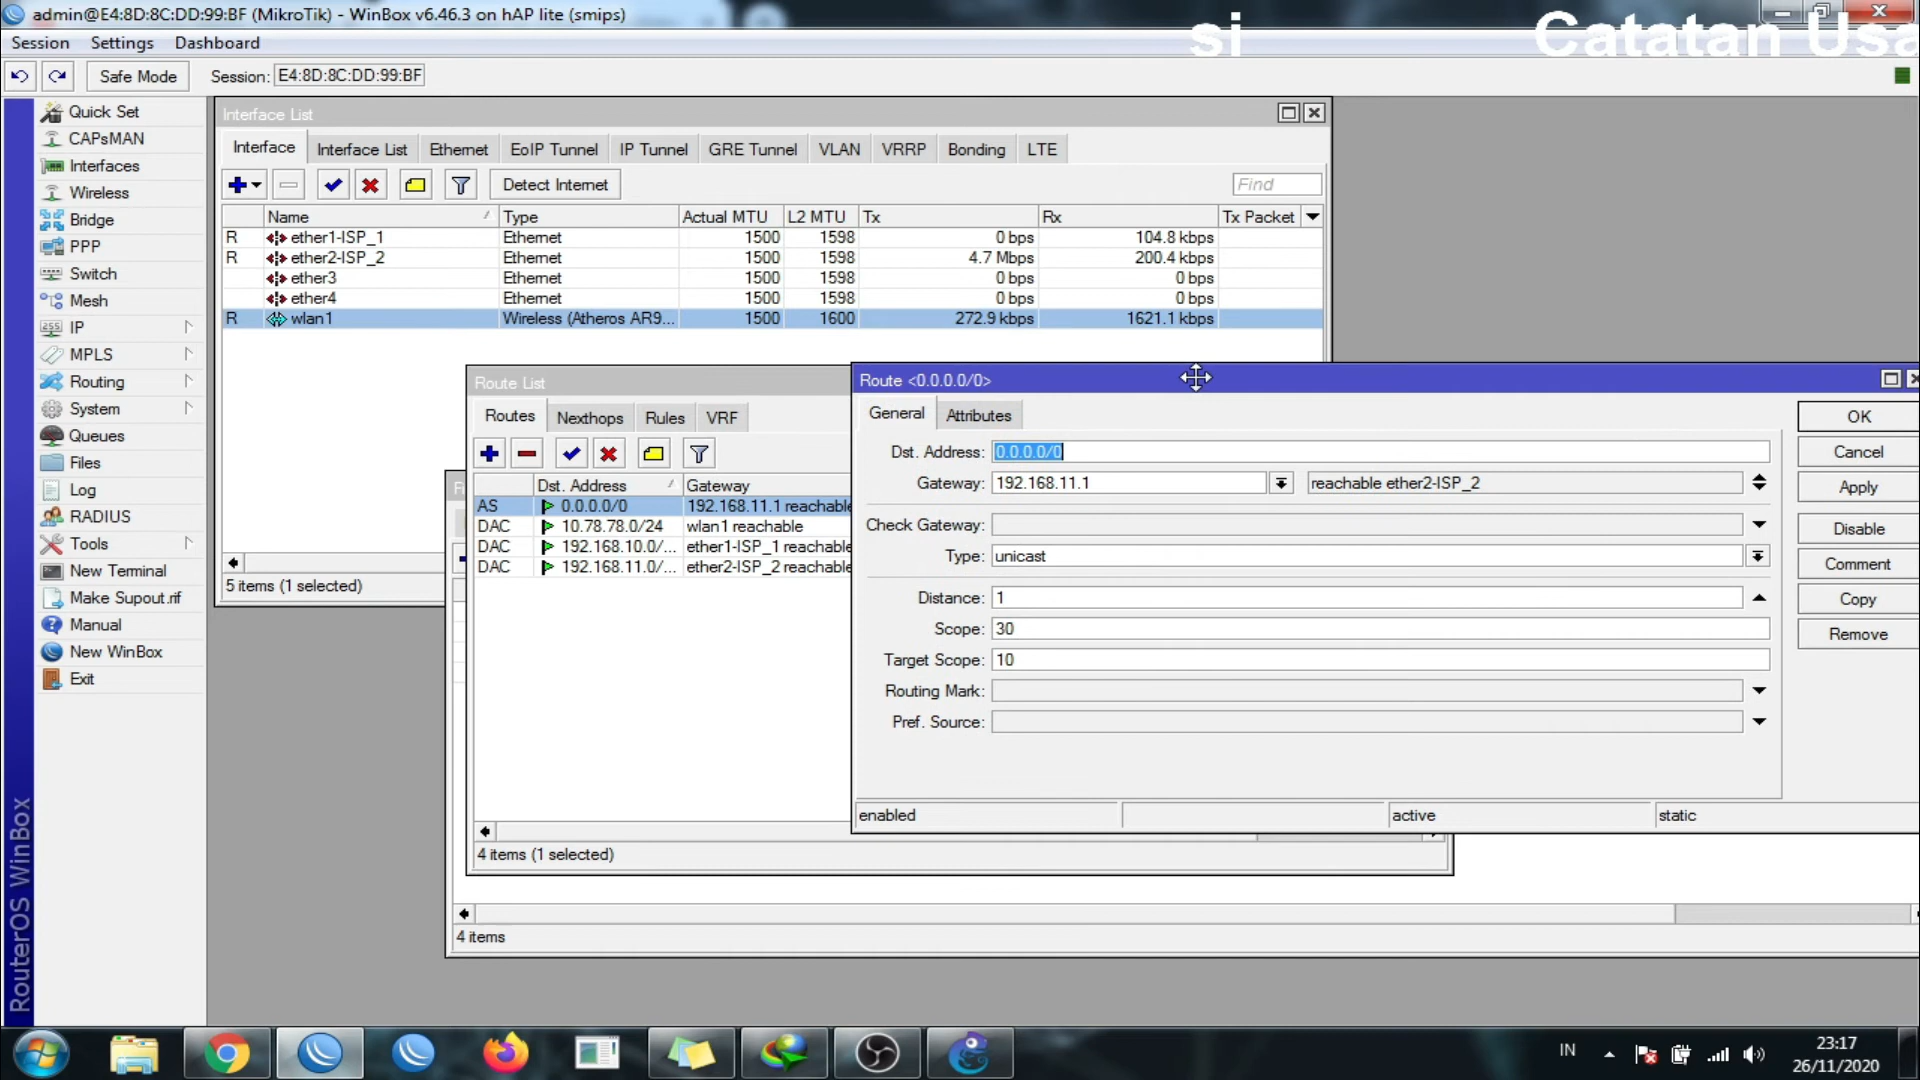 admin@E4:8D:8C:DD:99:BF (MikroTik) - WinBox v6.46.3 on hAP lite (smips)
si Catatan Usa
Session Settings Dashboard
Safe Mode Session: E4:8D:8C:DD:99:BF
Quick Set
CAPsMAN
Interfaces
Wireless
Bridge
PPP
Switch
Mesh
IP
MPLS
Routing
System
Queues
Files
Log
RADIUS
Tools
New Terminal
Make Supout.rif
Manual
New WinBox
Exit
RouterOS WinBox
Interface List
Interface Interface List Ethernet EoIP Tunnel IP Tunnel GRE Tunnel VLAN VRRP Bonding LTE
Detect Internet Find
Name Type Actual MTU L2 MTU Tx Rx Tx Packet
R ether1-ISP_1 Ethernet 1500 1598 0 bps 104.8 kbps
R ether2-ISP_2 Ethernet 1500 1598 4.7 Mbps 200.4 kbps
ether3 Ethernet 1500 1598 0 bps 0 bps
ether4 Ethernet 1500 1598 0 bps 0 bps
R wlan1 Wireless (Atheros AR9... 1500 1600 272.9 kbps 1621.1 kbps
5 items (1 selected)
Route List
Routes Nexthops Rules VRF
Dst. Address Gateway
AS 0.0.0.0/0 192.168.11.1 reachable
DAC 10.78.78.0/24 wlan1 reachable
DAC 192.168.10.0/... ether1-ISP_1 reachable
DAC 192.168.11.0/... ether2-ISP_2 reachable
4 items (1 selected)
4 items
Route <0.0.0.0/0>
General Attributes
Dst. Address: 0.0.0.0/0
Gateway: 192.168.11.1 reachable ether2-ISP_2
Check Gateway:
Type: unicast
Distance: 1
Scope: 30
Target Scope: 10
Routing Mark:
Pref. Source:
OK
Cancel
Apply
Disable
Comment
Copy
Remove
enabled active static
IN
23:17
26/11/2020